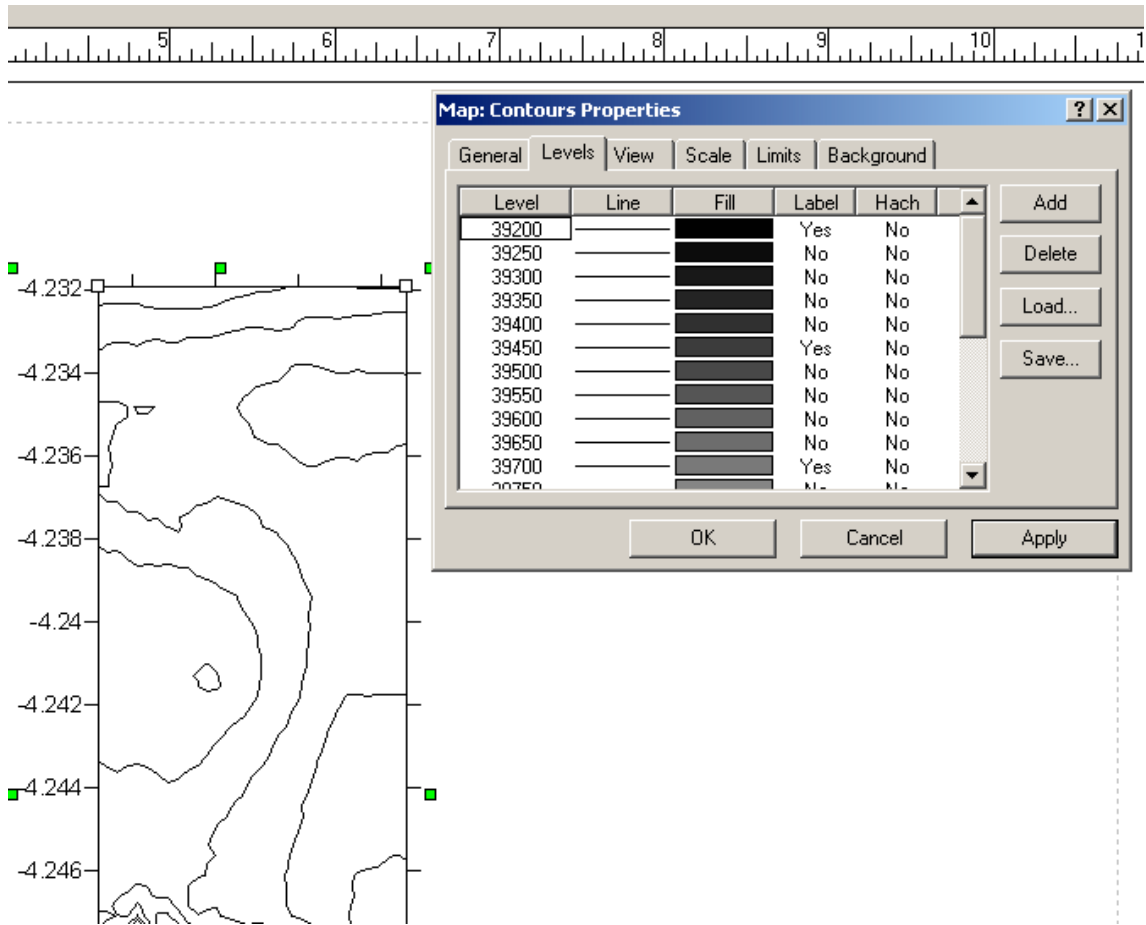 5 6 7 8 9 10 1
Map: Contours Properties
General Levels View Scale Limits Background
Level Line Fill Label Hach
39200 Yes No
39250 No No
39300 No No
39350 No No
39400 No No
39450 Yes No
39500 No No
39550 No No
39600 No No
39650 No No
39700 Yes No
39750 No No
Add
Delete
Load...
Save...
OK Cancel Apply
-4.232
-4.234
-4.236
-4.238
-4.24
-4.242
-4.244
-4.246